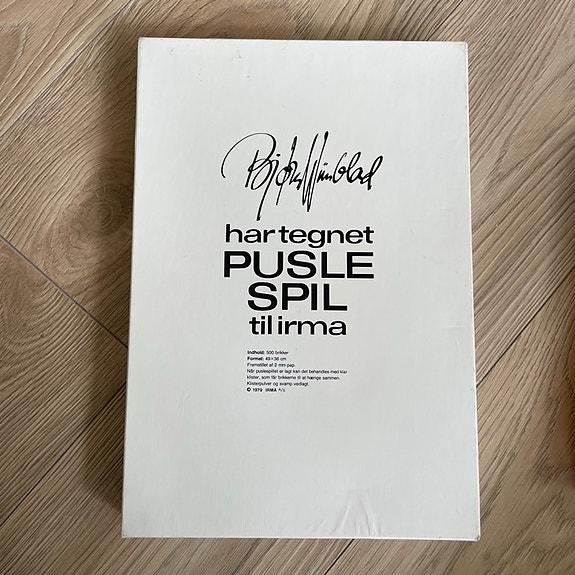 Bjørn Wiinblad
har tegnet
PUSLE
SPIL
til irma
Indhold: 500 brikker
Format: 49×36 cm
Fremstillet af 2 mm pap.
Når puslespillet er lagt kan det behandles med klar
klister, som får brikkerne til at hænge sammen.
Klisterpulver og svamp vedlagt.
© 1979 IRMA A/S